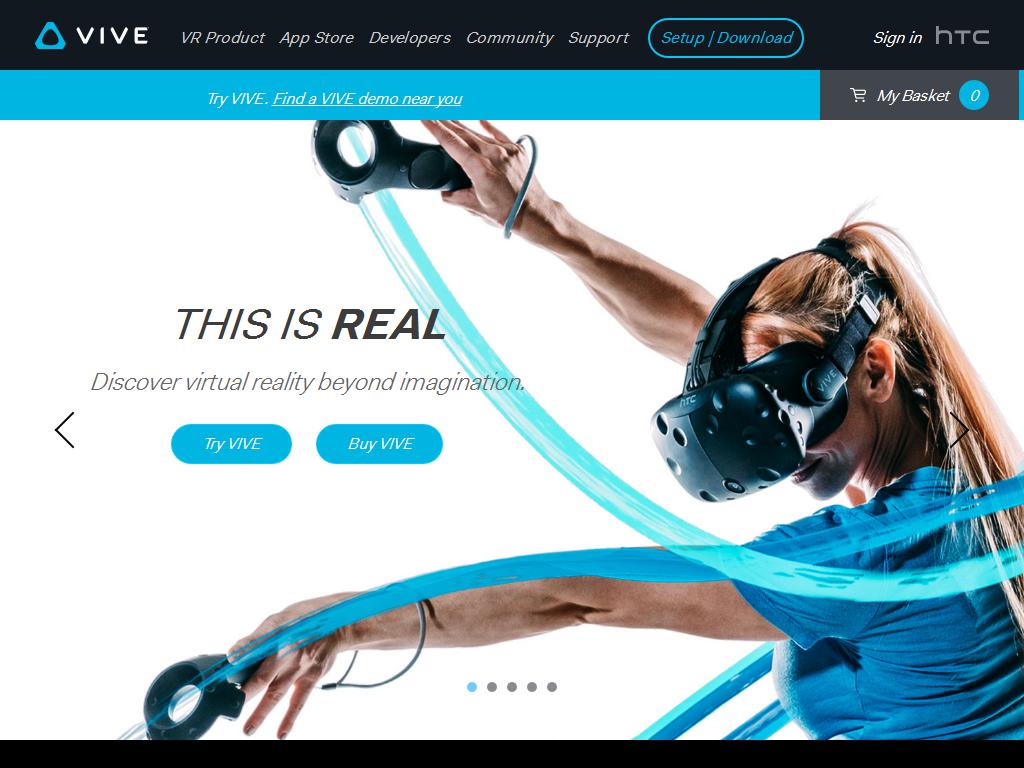 VIVE VR Product App Store Developers Community Support Setup | Download Sign in hTC
Try VIVE. Find a VIVE demo near you My Basket 0
THIS IS REAL
Discover virtual reality beyond imagination.
Try VIVE Buy VIVE
hTC
VIVE